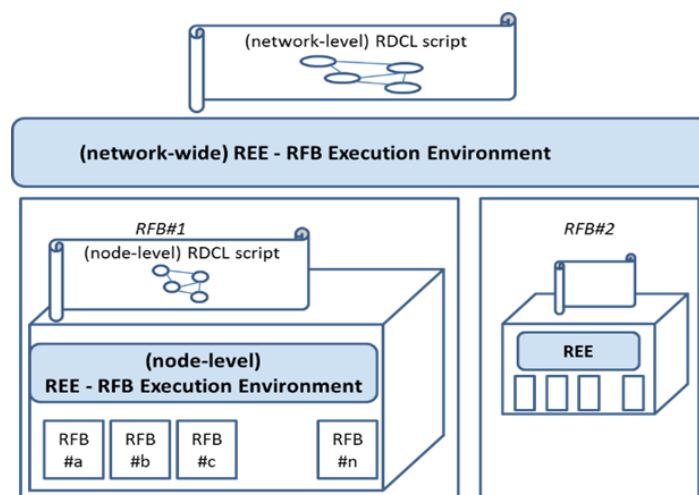 (network-level) RDCL script
(network-wide) REE - RFB Execution Environment
RFB#1
(node-level) RDCL script
(node-level)
REE - RFB Execution Environment
RFB #a
RFB #b
RFB #c
RFB #n
RFB#2
REE